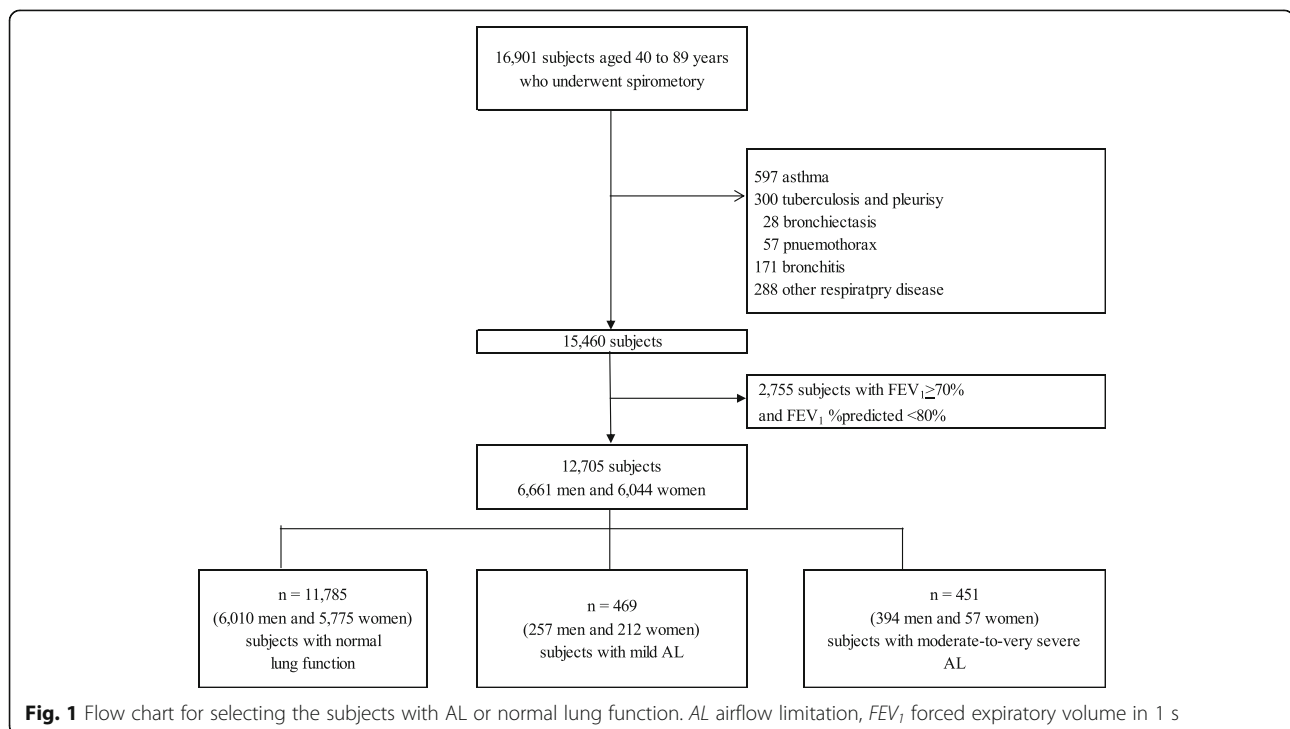 16,901 subjects aged 40 to 89 years
who underwent spirometory
597 asthma
300 tuberculosis and pleurisy
28 bronchiectasis
57 pnuemothorax
171 bronchitis
288 other respiratpry disease
15,460 subjects
2,755 subjects with FEV₁≥70%
and FEV₁ %predicted <80%
12,705 subjects
6,661 men and 6,044 women
n = 11,785
(6,010 men and 5,775 women)
subjects with normal
lung function
n = 469
(257 men and 212 women)
subjects with mild AL
n = 451
(394 men and 57 women)
subjects with moderate-to-very severe
AL
Fig. 1 Flow chart for selecting the subjects with AL or normal lung function. AL airflow limitation, FEV₁ forced expiratory volume in 1 s